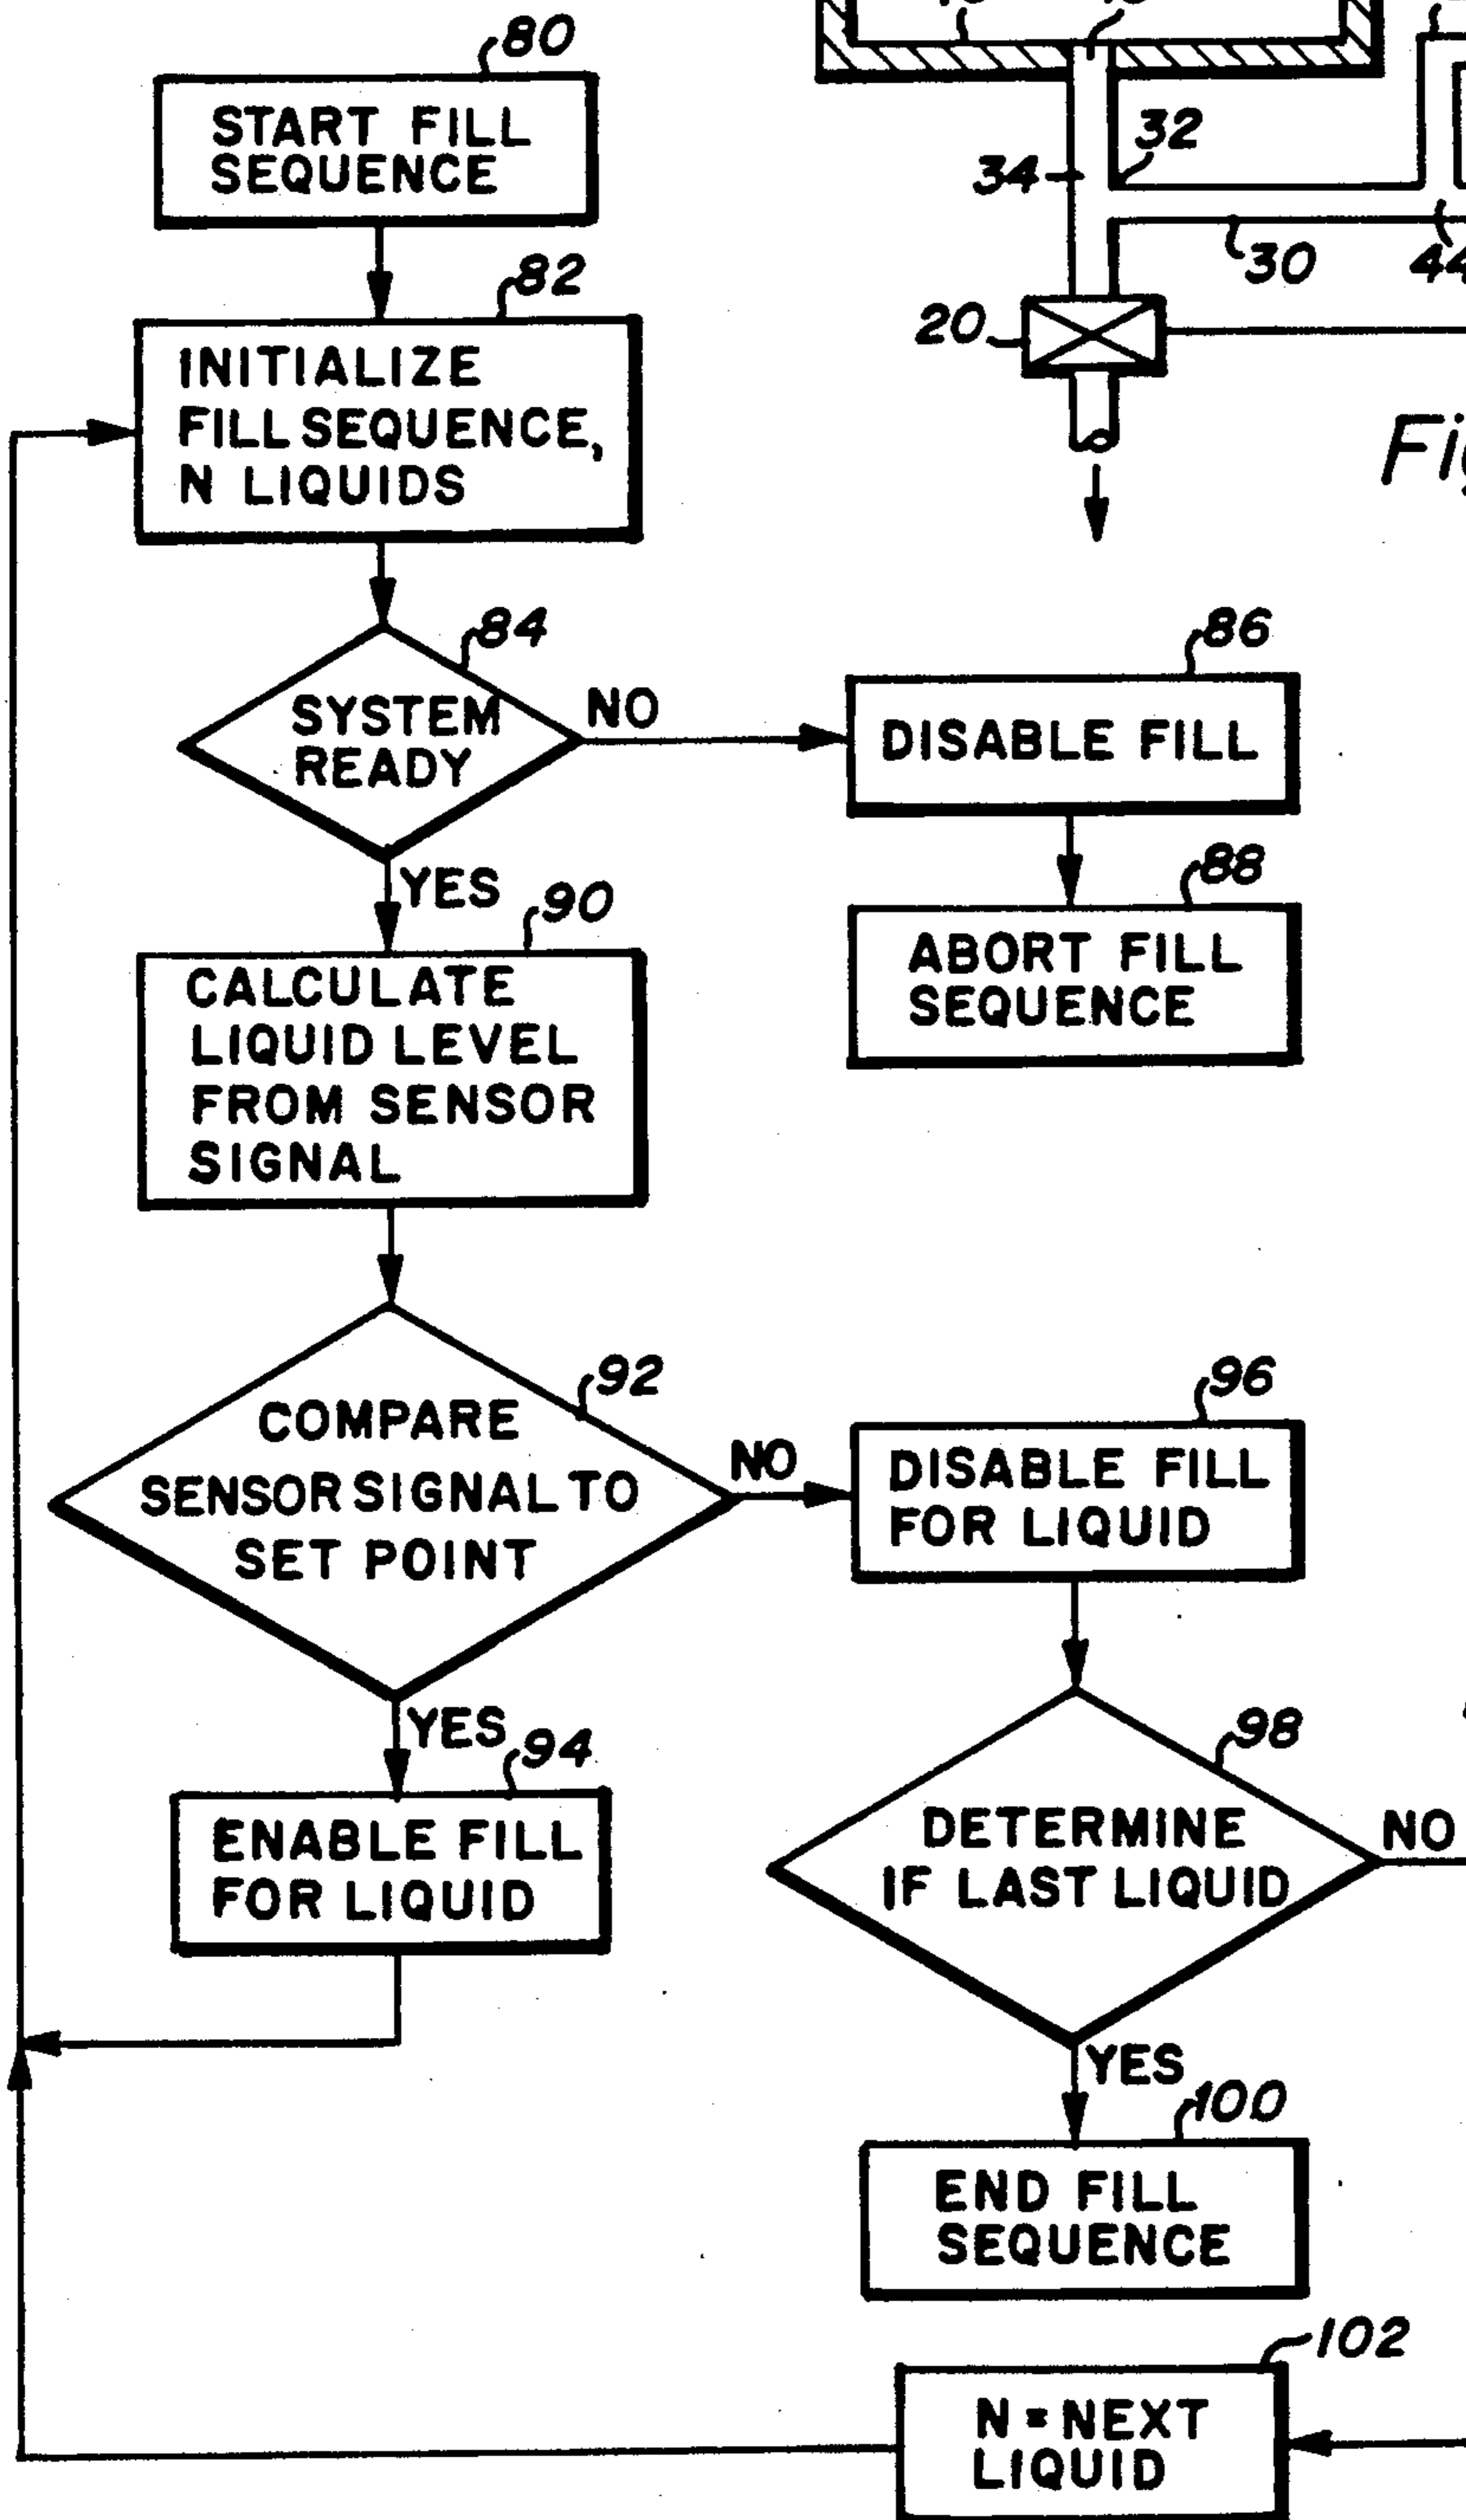 80
START FILL
SEQUENCE
32
34
82
30
20
INITIALIZE
FILL SEQUENCE,
N LIQUIDS
84
86
SYSTEM
READY
NO
DISABLE FILL
YES
88
90
ABORT FILL
SEQUENCE
CALCULATE
LIQUID LEVEL
FROM SENSOR
SIGNAL
92
96
COMPARE
SENSOR SIGNAL TO
SET POINT
NO
DISABLE FILL
FOR LIQUID
YES
94
98
ENABLE FILL
FOR LIQUID
DETERMINE
IF LAST LIQUID
NO
YES
100
END FILL
SEQUENCE
102
N = NEXT
LIQUID